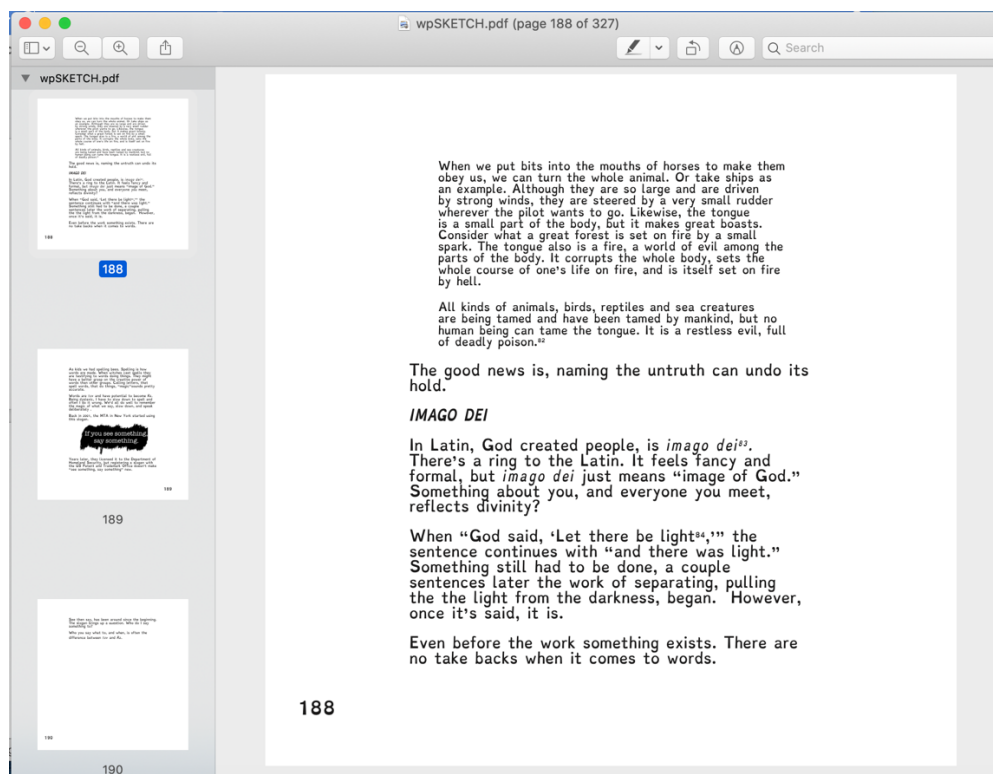 wpSKETCH.pdf (page 188 of 327)
Search
wpSKETCH.pdf
188
188
189
If you see something,
say something.
189
190
190
When we put bits into the mouths of horses to make them
obey us, we can turn the whole animal. Or take ships as
an example. Although they are so large and are driven
by strong winds, they are steered by a very small rudder
wherever the pilot wants to go. Likewise, the tongue
is a small part of the body, but it makes great boasts.
Consider what a great forest is set on fire by a small
spark. The tongue also is a fire, a world of evil among the
parts of the body. It corrupts the whole body, sets the
whole course of one's life on fire, and is itself set on fire
by hell.
All kinds of animals, birds, reptiles and sea creatures
are being tamed and have been tamed by mankind, but no
human being can tame the tongue. It is a restless evil, full
of deadly poison.⁸²
The good news is, naming the untruth can undo its
hold.
IMAGO DEI
In Latin, God created people, is imago dei⁸³.
There's a ring to the Latin. It feels fancy and
formal, but imago dei just means “image of God.”
Something about you, and everyone you meet,
reflects divinity?
When “God said, ‘Let there be light⁸⁴,’” the
sentence continues with “and there was light.”
Something still had to be done, a couple
sentences later the work of separating, pulling
the the light from the darkness, began. However,
once it's said, it is.
Even before the work something exists. There are
no take backs when it comes to words.
188